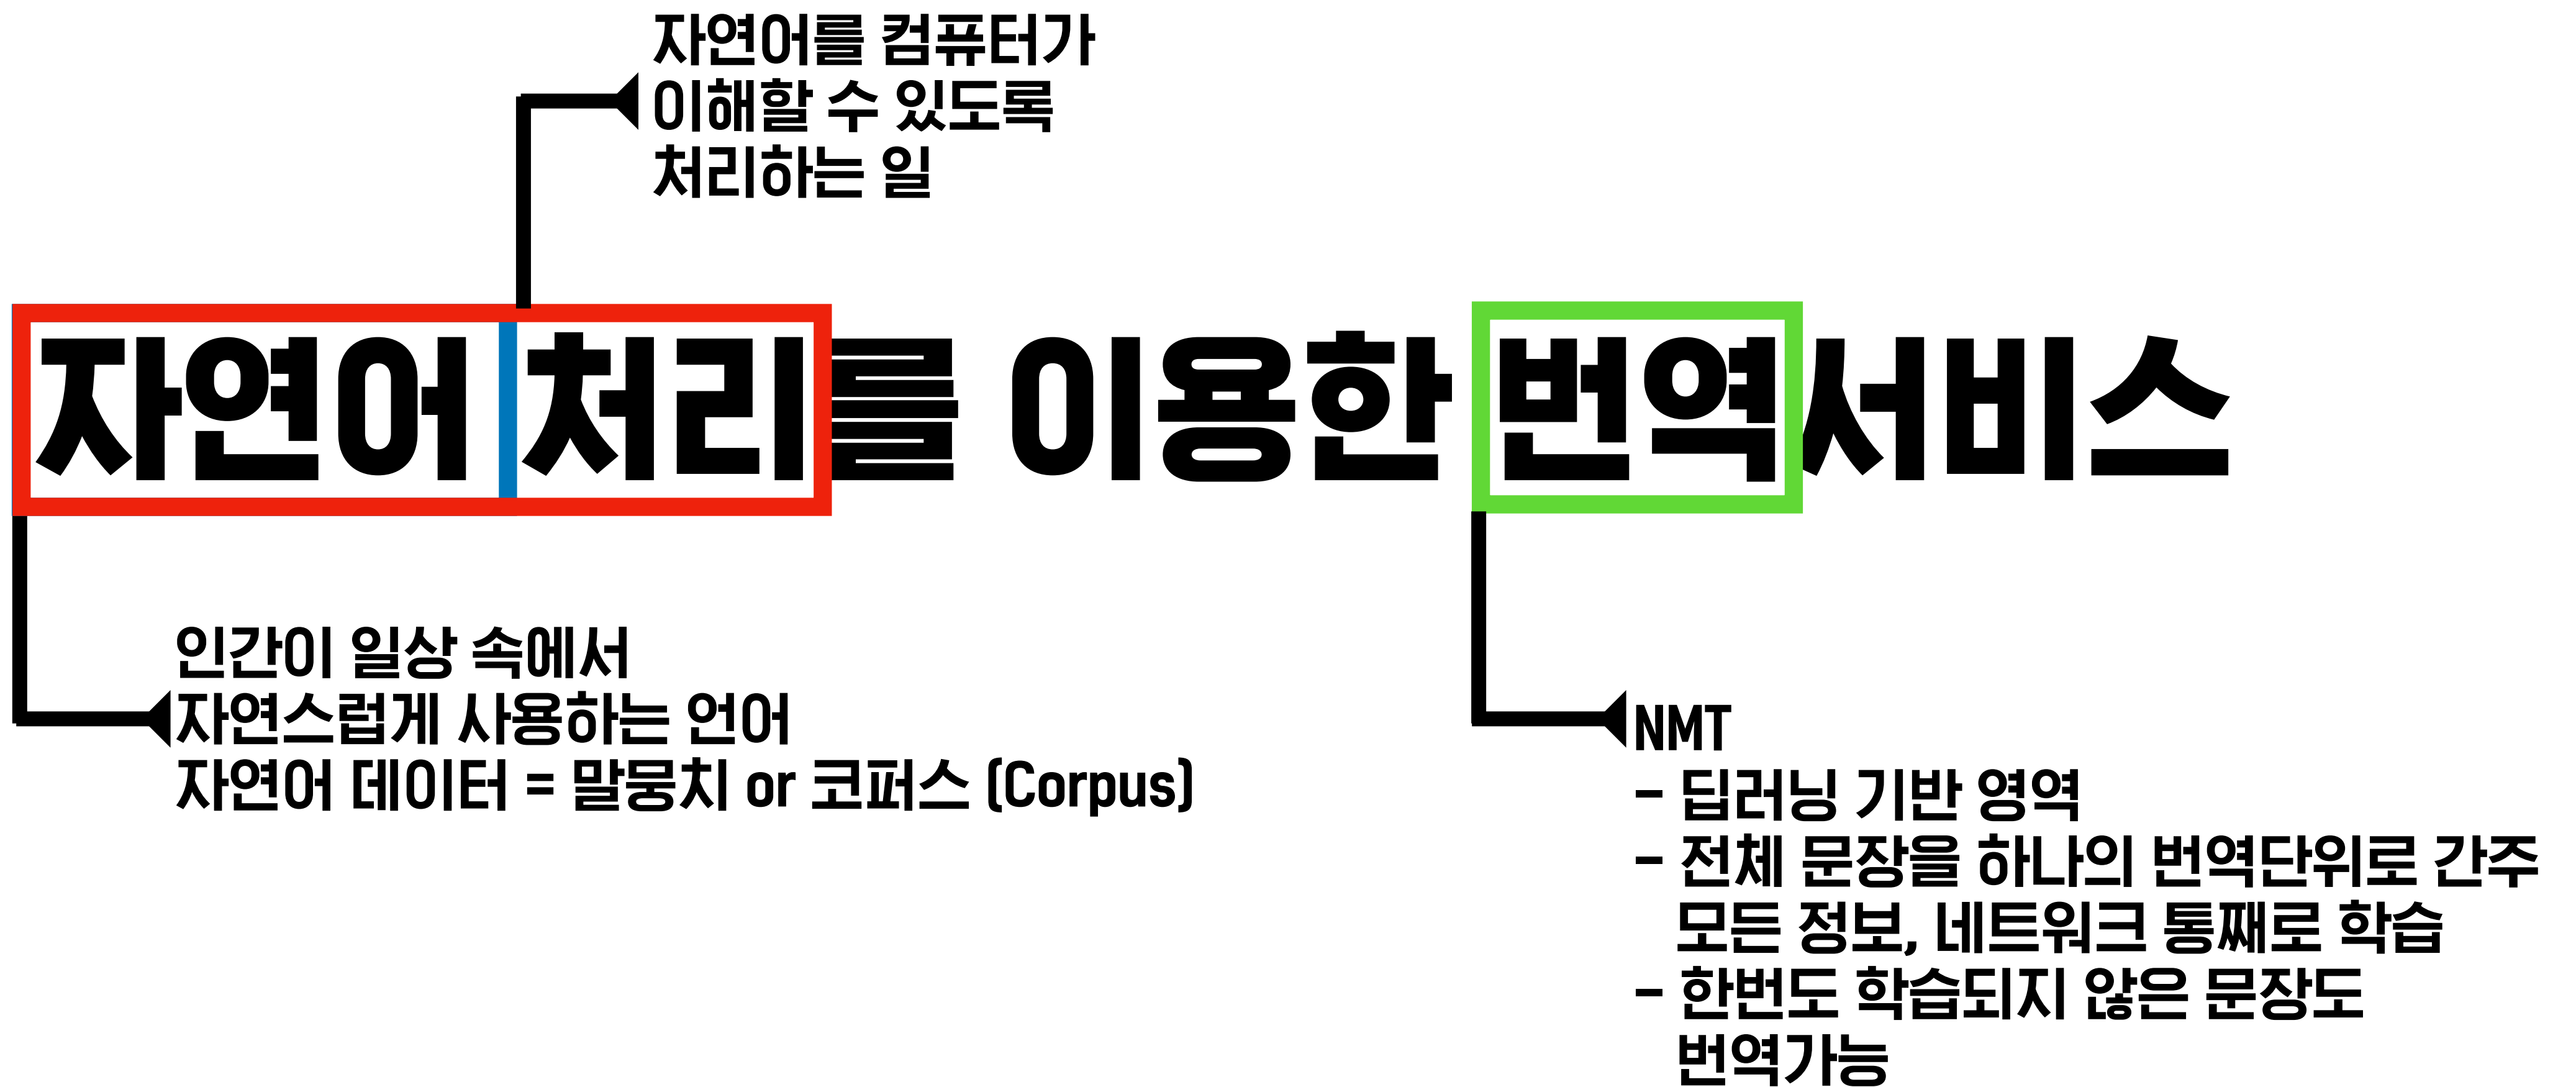 자연어를 컴퓨터가
이해할 수 있도록
처리하는 일
자연어 처리를 이용한 번역서비스
인간이 일상 속에서
자연스럽게 사용하는 언어
자연어 데이터 = 말뭉치 or 코퍼스 (Corpus)
NMT
- 딥러닝 기반 영역
- 전체 문장을 하나의 번역단위로 간주
모든 정보, 네트워크 통째로 학습
- 한번도 학습되지 않은 문장도
번역가능